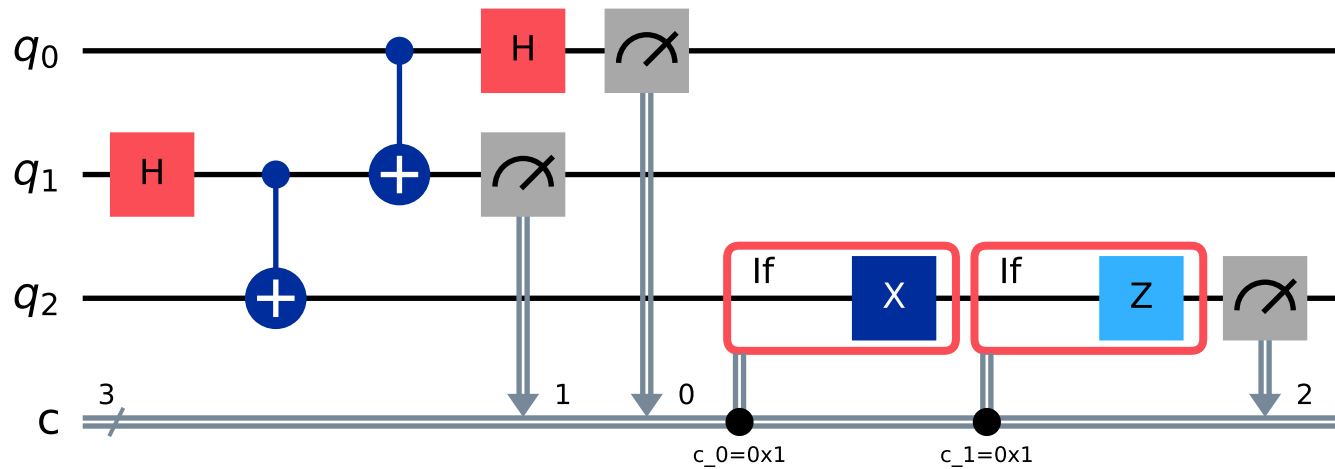 q0 H
H
q1 H
If X If Z
q2
3 1 0 2
c
c_0=0x1 c_1=0x1